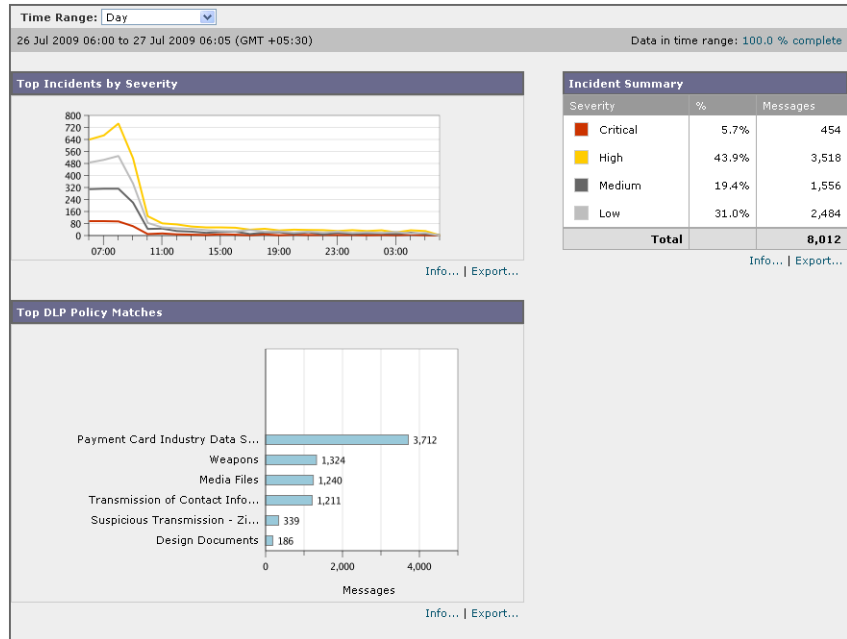 Time Range: Day
26 Jul 2009 06:00 to 27 Jul 2009 06:05 (GMT +05:30)
Data in time range: 100.0 % complete
Top Incidents by Severity
800
720
640
560
480
400
320
240
160
80
0
07:00 11:00 15:00 19:00 23:00 03:00
Info... | Export...
Incident Summary
Severity % Messages
Critical 5.7% 454
High 43.9% 3,518
Medium 19.4% 1,556
Low 31.0% 2,484
Total 8,012
Info... | Export...
Top DLP Policy Matches
Payment Card Industry Data S... 3,712
Weapons 1,324
Media Files 1,240
Transmission of Contact Info... 1,211
Suspicious Transmission - Zi... 339
Design Documents 186
0 2,000 4,000
Messages
Info... | Export...